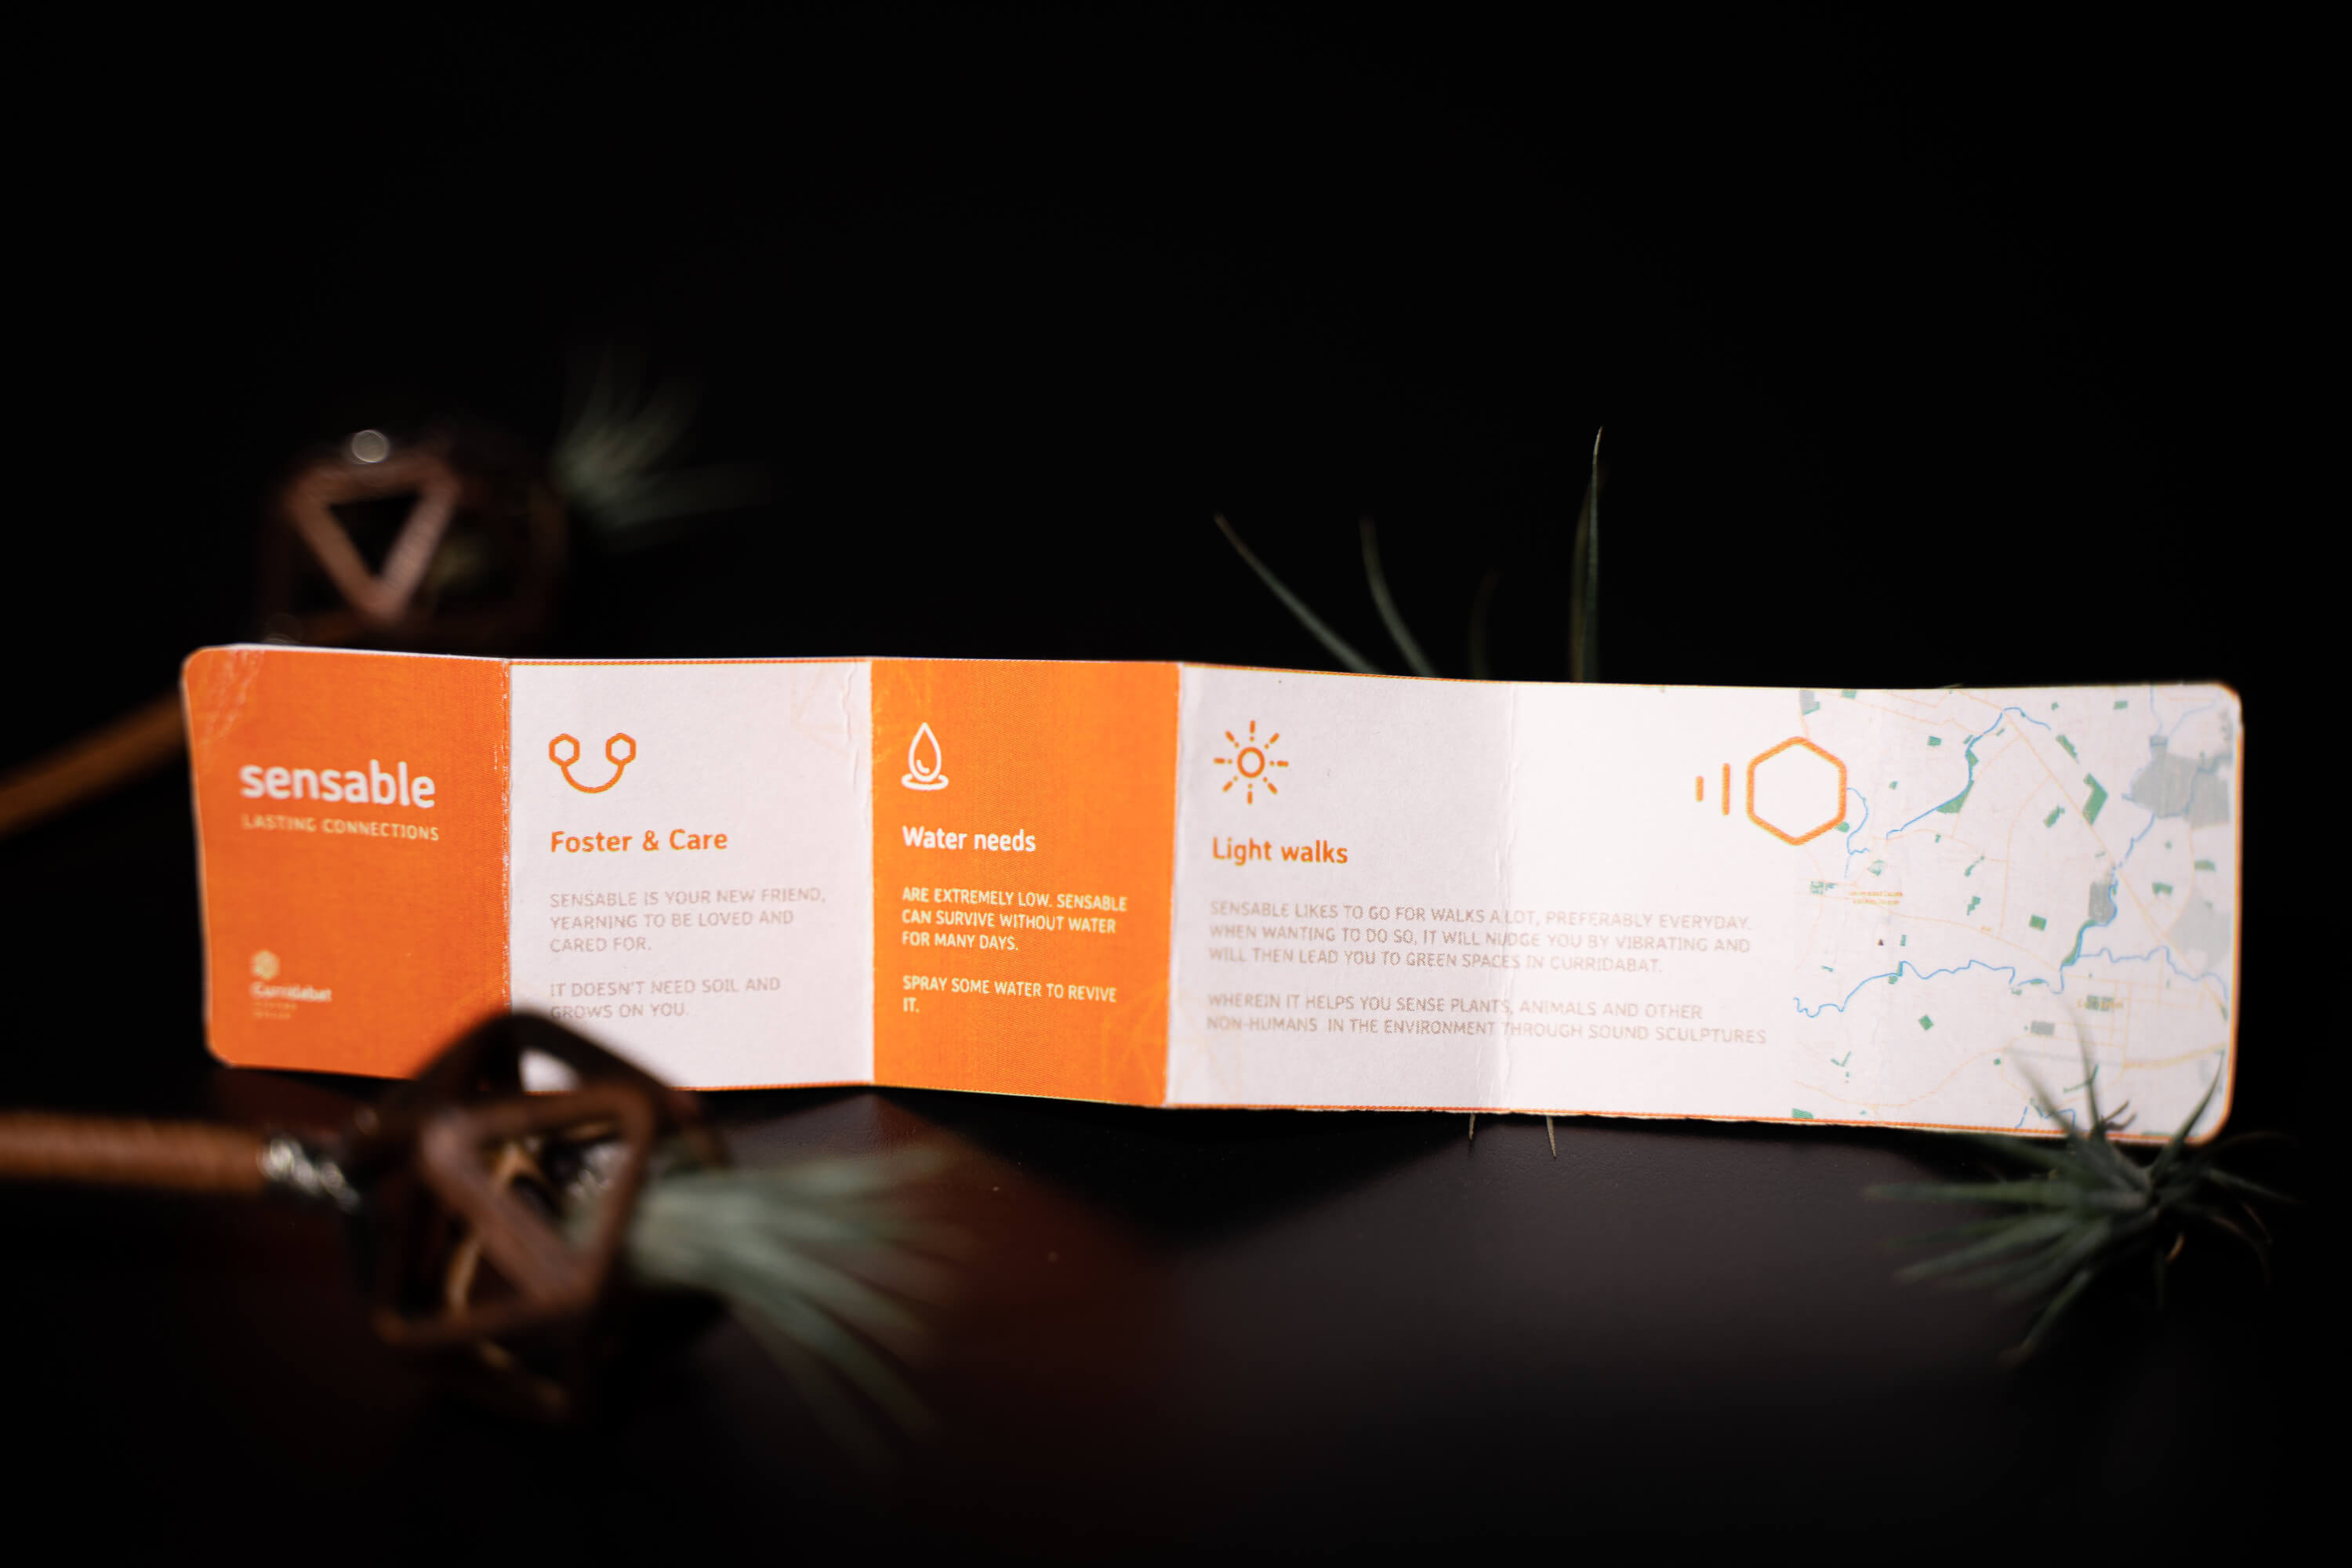 sensable
LASTING CONNECTIONS
Curridabat
Foster & Care
SENSABLE IS YOUR NEW FRIEND,
YEARNING TO BE LOVED AND
CARED FOR.
IT DOESN'T NEED SOIL AND
GROWS ON YOU.
Water needs
ARE EXTREMELY LOW. SENSABLE
CAN SURVIVE WITHOUT WATER
FOR MANY DAYS.
SPRAY SOME WATER TO REVIVE
IT.
Light walks
SENSABLE LIKES TO GO FOR WALKS A LOT, PREFERABLY EVERYDAY.
WHEN WANTING TO DO SO, IT WILL NUDGE YOU BY VIBRATING AND
WILL THEN LEAD YOU TO GREEN SPACES IN CURRIDABAT.
WHEREIN IT HELPS YOU SENSE PLANTS, ANIMALS AND OTHER
NON-HUMANS IN THE ENVIRONMENT THROUGH SOUND SCULPTURES